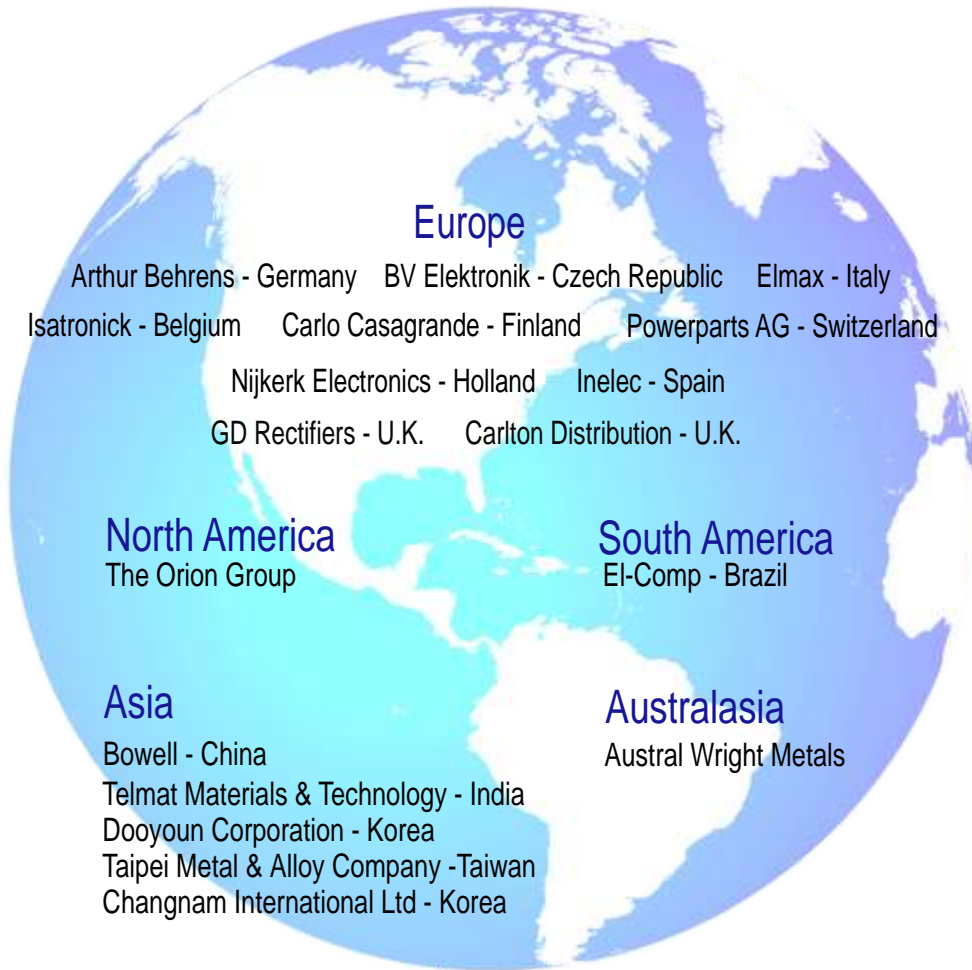 Europe
Arthur Behrens - Germany BV Elektronik - Czech Republic Elmax - Italy
Isatronick - Belgium Carlo Casagrande - Finland Powerparts AG - Switzerland
Nijkerk Electronics - Holland Inelec - Spain
GD Rectifiers - U.K. Carlton Distribution - U.K.
North America
The Orion Group
South America
El-Comp - Brazil
Asia
Bowell - China
Telmat Materials & Technology - India
Dooyoun Corporation - Korea
Taipei Metal & Alloy Company -Taiwan
Changnam International Ltd - Korea
Australasia
Austral Wright Metals